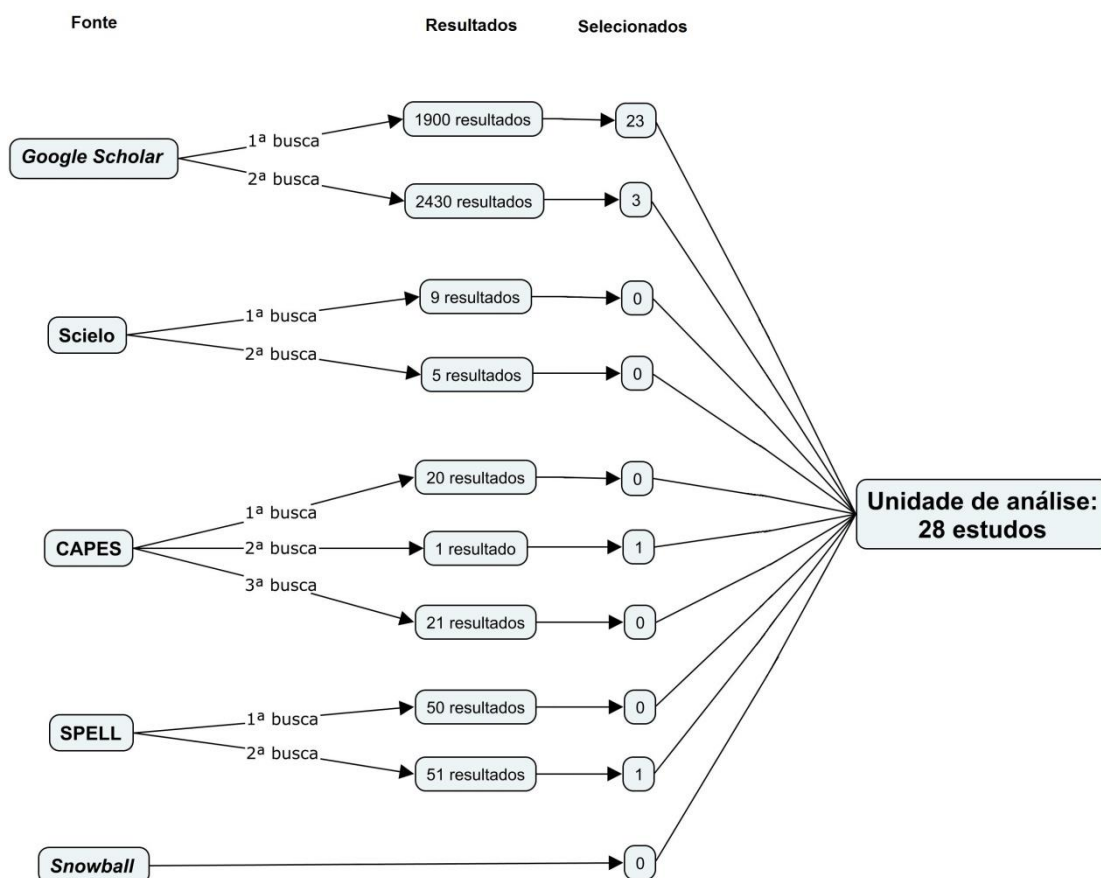 Fonte
Resultados
Selecionados
Google Scholar
1ª busca
1900 resultados
23
2ª busca
2430 resultados
3
Scielo
1ª busca
9 resultados
0
2ª busca
5 resultados
0
CAPES
1ª busca
20 resultados
0
2ª busca
1 resultado
1
3ª busca
21 resultados
0
SPELL
1ª busca
50 resultados
0
2ª busca
51 resultados
1
Snowball
0
Unidade de análise:
28 estudos